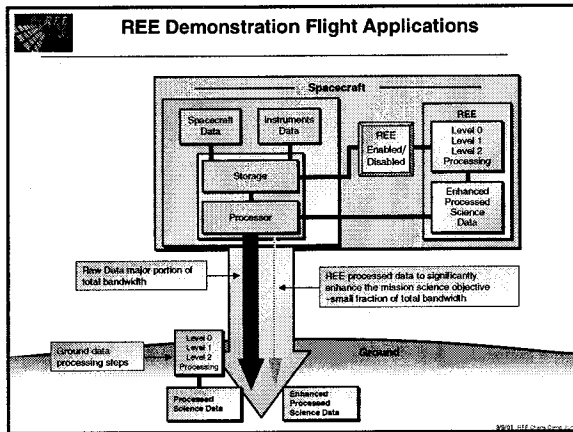 REE
REE Demonstration Flight Applications
Spacecraft
Spacecraft
Data
Instruments
Data
Storage
Processor
REE
Enabled/
Disabled
REE
Level 0
Level 1
Level 2
Processing
Enhanced
Processed
Science
Data
Raw Data major portion of
total bandwidth
REE processed data to significantly
enhance the mission science objective
–small fraction of total bandwidth
Ground data
processing steps
Level 0
Level 1
Level 2
Processing
Ground
Processed
Science Data
Enhanced
Processed
Science Data